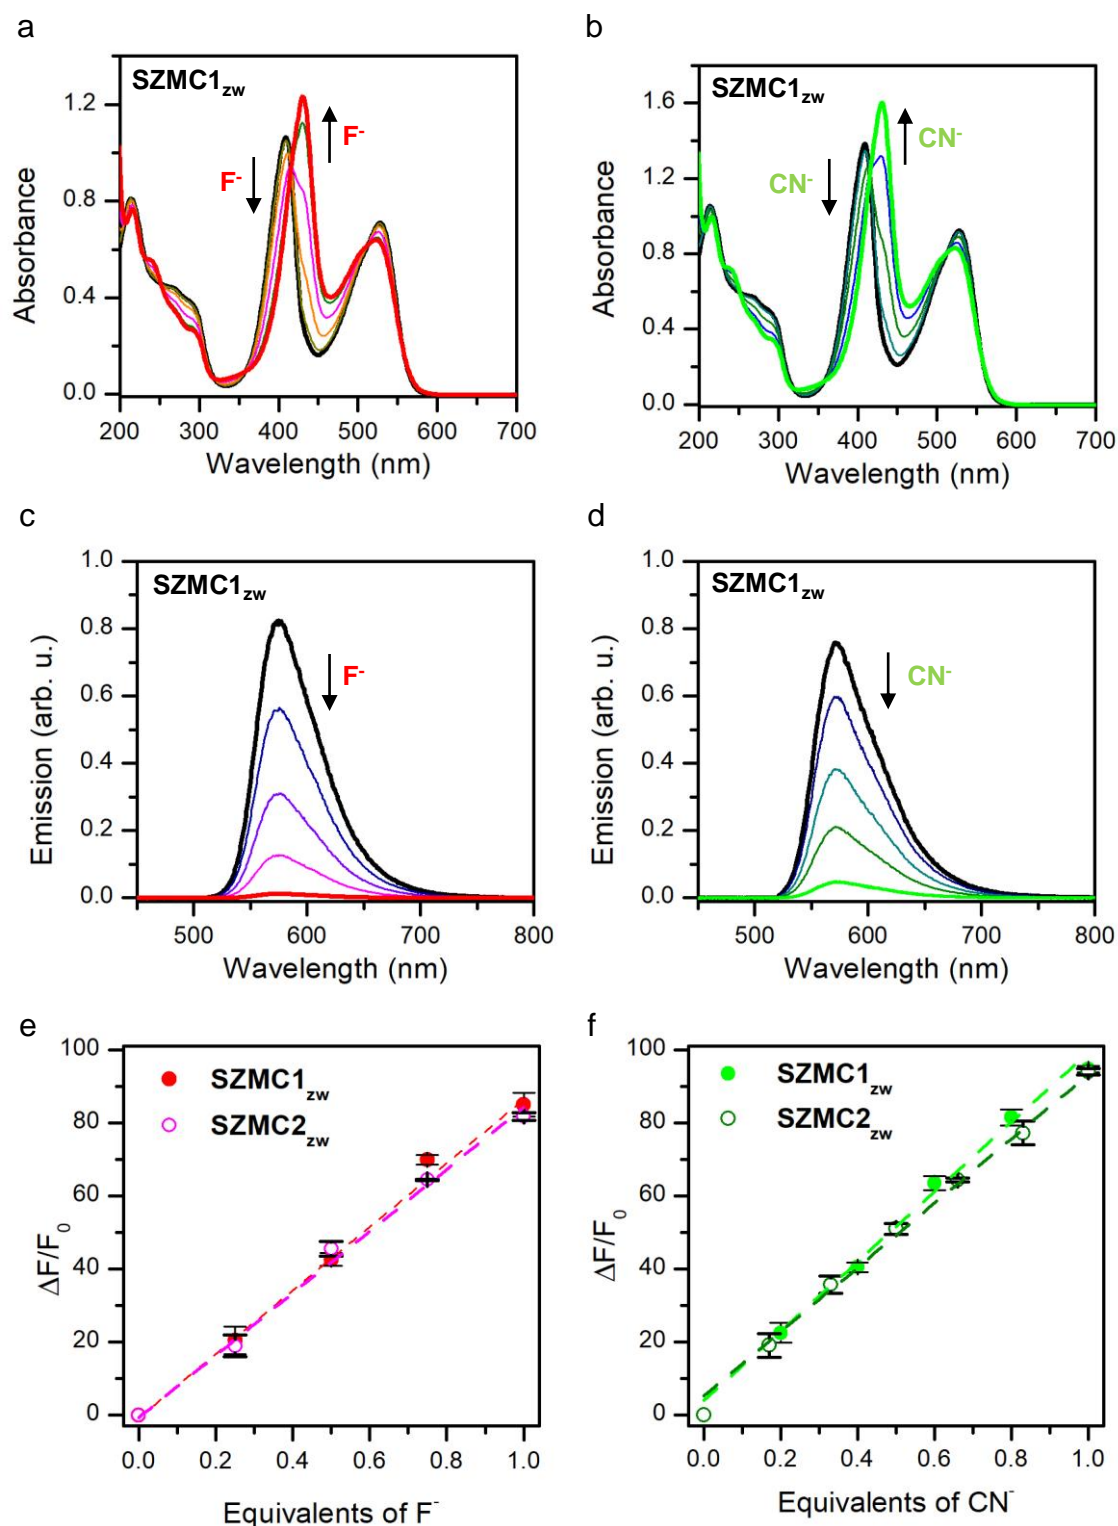 a
SZMC1zw
F-
F-
Absorbance
1.2
0.8
0.4
0.0
200 300 400 500 600 700
Wavelength (nm)
b
SZMC1zw
CN-
CN-
Absorbance
1.6
1.2
0.8
0.4
0.0
200 300 400 500 600 700
Wavelength (nm)
c
SZMC1zw
F-
Emission (arb. u.)
1.0
0.8
0.6
0.4
0.2
0.0
500 600 700 800
Wavelength (nm)
d
SZMC1zw
CN-
Emission (arb. u.)
1.0
0.8
0.6
0.4
0.2
0.0
500 600 700 800
Wavelength (nm)
e
SZMC1zw
SZMC2zw
ΔF/F0
100
80
60
40
20
0
0.0 0.2 0.4 0.6 0.8 1.0
Equivalents of F-
f
SZMC1zw
SZMC2zw
ΔF/F0
100
80
60
40
20
0
0.0 0.2 0.4 0.6 0.8 1.0
Equivalents of CN-